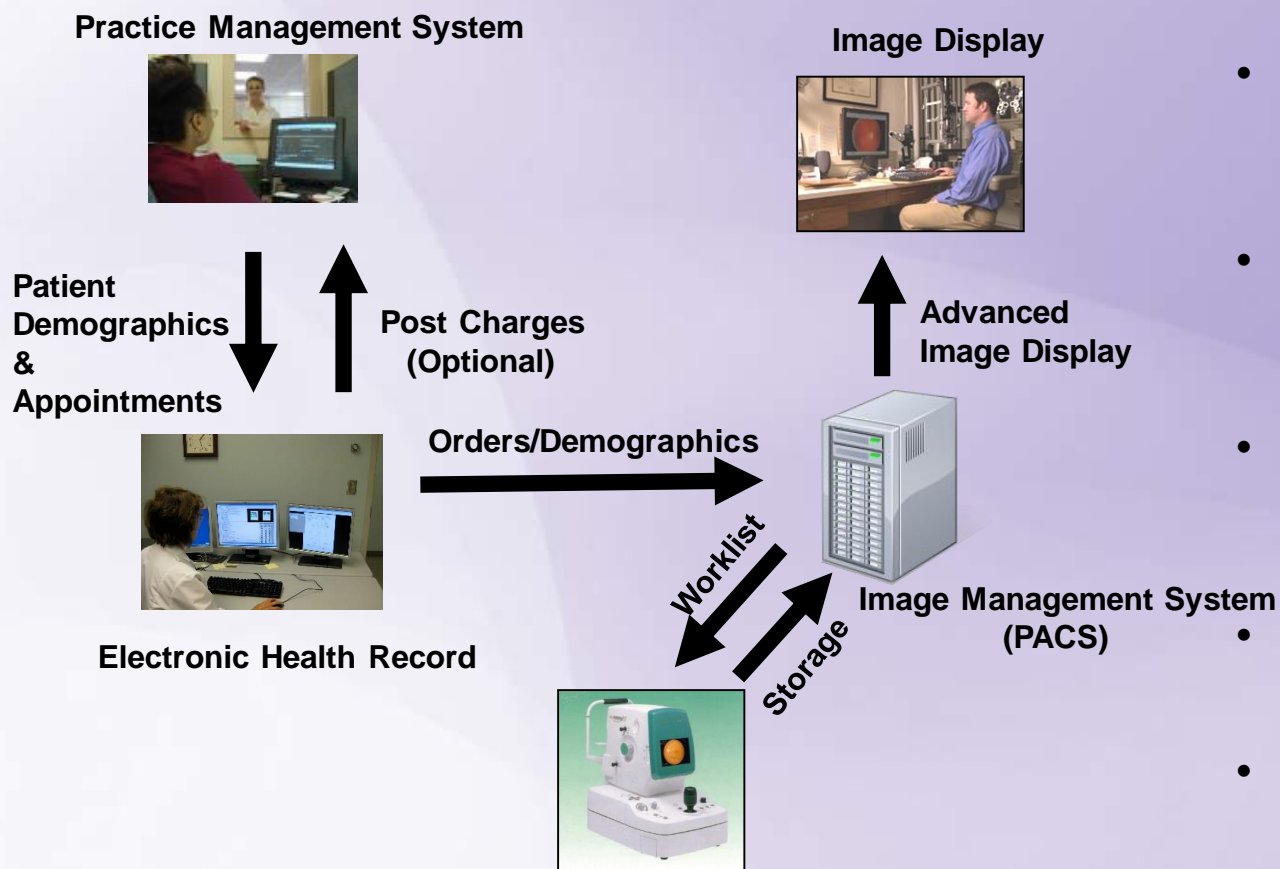 Practice Management System
Image Display
Patient
Demographics
&
Appointments
Post Charges
(Optional)
Advanced
Image Display
Orders/Demographics
Worklist
Storage
Image Management System
(PACS)
Electronic Health Record